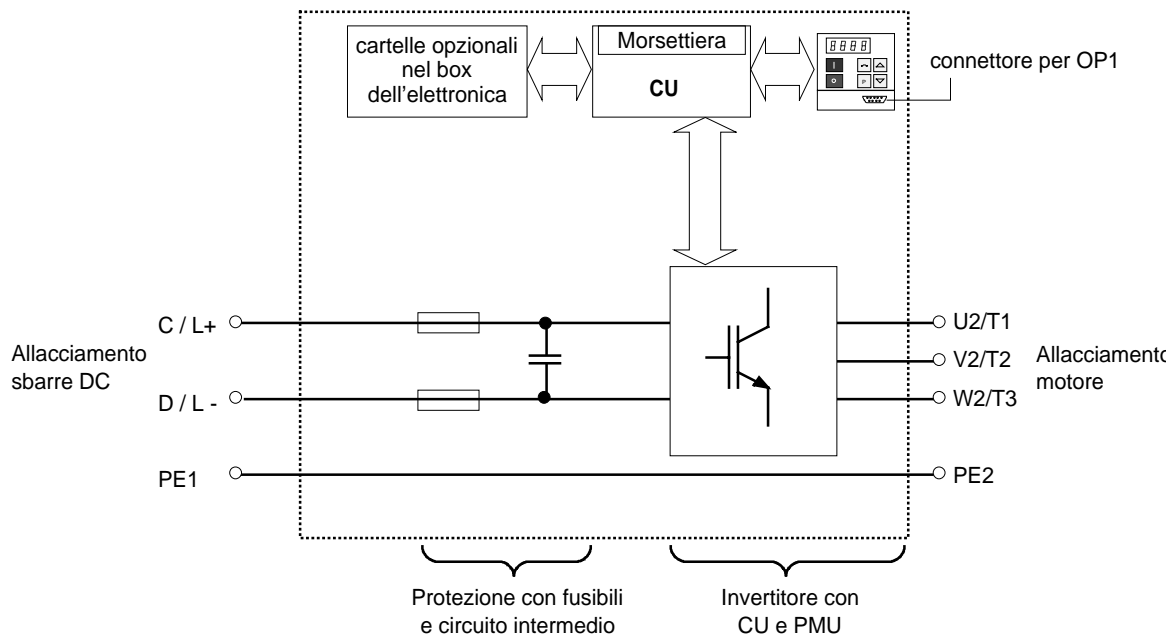 cartelle opzionali
nel box
dell'elettronica
Morsettiera
CU
8888
I
O
P
connettore per OP1
Allacciamento
sbarre DC
C / L+
D / L -
PE1
U2/T1
V2/T2
W2/T3
PE2
Allacciamento
motore
Protezione con fusibili
e circuito intermedio
Invertitore con
CU e PMU